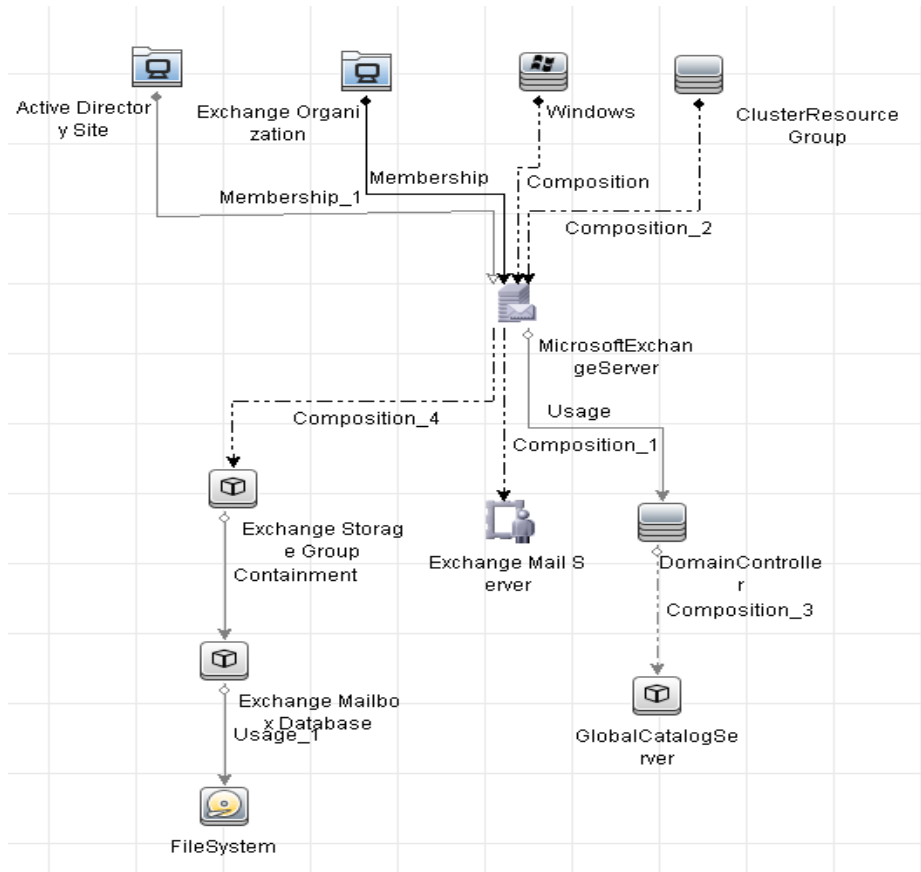 Active Director
y Site
Exchange Organi
zation
Windows
ClusterResource
Group
Membership
Membership_1
Composition
Composition_2
MicrosoftExchan
geServer
Usage
Composition_4
Composition_1
Exchange Storag
e Group
Containment
Exchange Mail S
erver
DomainControlle
r
Composition_3
Exchange Mailbo
x Database
Usage_1
GlobalCatalogSe
rver
FileSystem